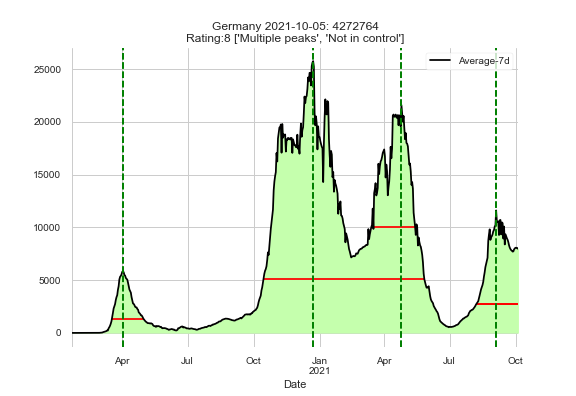 Germany 2021-10-05: 4272764
Rating:8 ['Multiple peaks', 'Not in control']
Average-7d
25000
20000
15000
10000
5000
0
Apr
Jul
Oct
Jan
2021
Apr
Jul
Oct
Date